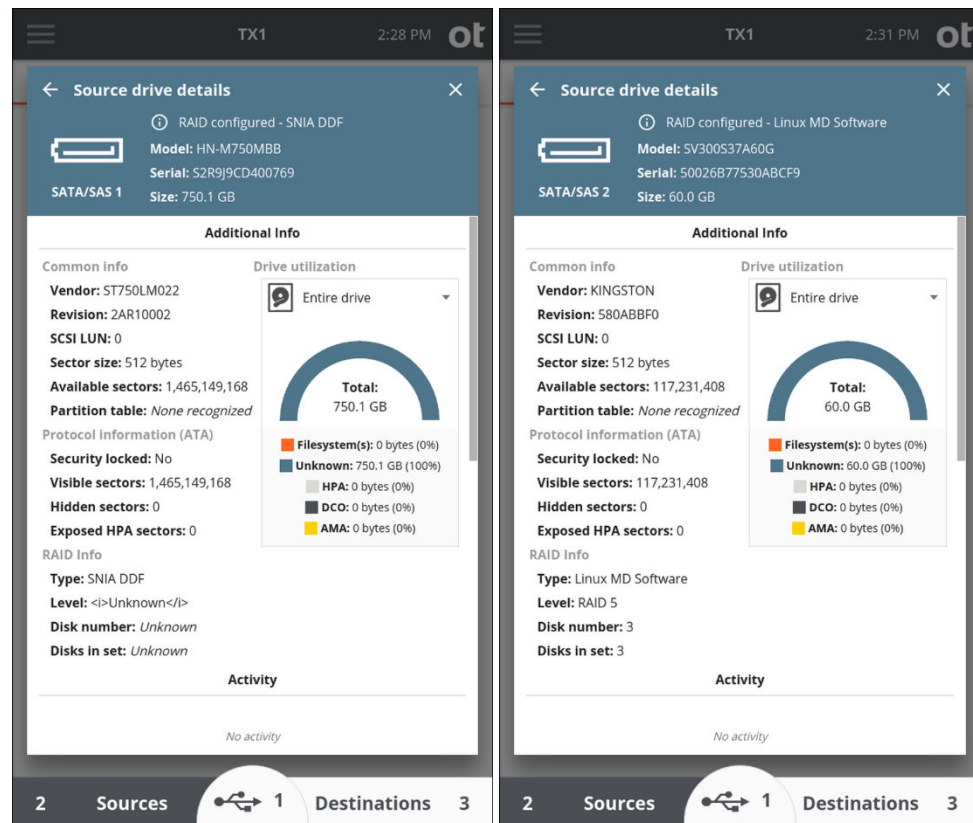 TX1 2:28 PM ot
Source drive details
RAID configured - SNIA DDF
Model: HN-M750MBB
Serial: S2R9J9CD400769
SATA/SAS 1
Size: 750.1 GB
Additional Info
Common info
Vendor: ST750LM022
Revision: 2AR10002
SCSI LUN: 0
Sector size: 512 bytes
Available sectors: 1,465,149,168
Partition table: None recognized
Protocol information (ATA)
Security locked: No
Visible sectors: 1,465,149,168
Hidden sectors: 0
Exposed HPA sectors: 0
RAID Info
Type: SNIA DDF
Level: <i>Unknown</i>
Disk number: Unknown
Disks in set: Unknown
Drive utilization
Entire drive
Total:
750.1 GB
Filesystem(s): 0 bytes (0%)
Unknown: 750.1 GB (100%)
HPA: 0 bytes (0%)
DCO: 0 bytes (0%)
AMA: 0 bytes (0%)
Activity
No activity
2 Sources 1 Destinations 3
TX1 2:31 PM ot
Source drive details
RAID configured - Linux MD Software
Model: SV300S37A60G
Serial: 50026B77530ABCF9
SATA/SAS 2
Size: 60.0 GB
Additional Info
Common info
Vendor: KINGSTON
Revision: 580ABBF0
SCSI LUN: 0
Sector size: 512 bytes
Available sectors: 117,231,408
Partition table: None recognized
Protocol information (ATA)
Security locked: No
Visible sectors: 117,231,408
Hidden sectors: 0
Exposed HPA sectors: 0
RAID Info
Type: Linux MD Software
Level: RAID 5
Disk number: 3
Disks in set: 3
Drive utilization
Entire drive
Total:
60.0 GB
Filesystem(s): 0 bytes (0%)
Unknown: 60.0 GB (100%)
HPA: 0 bytes (0%)
DCO: 0 bytes (0%)
AMA: 0 bytes (0%)
Activity
No activity
2 Sources 1 Destinations 3